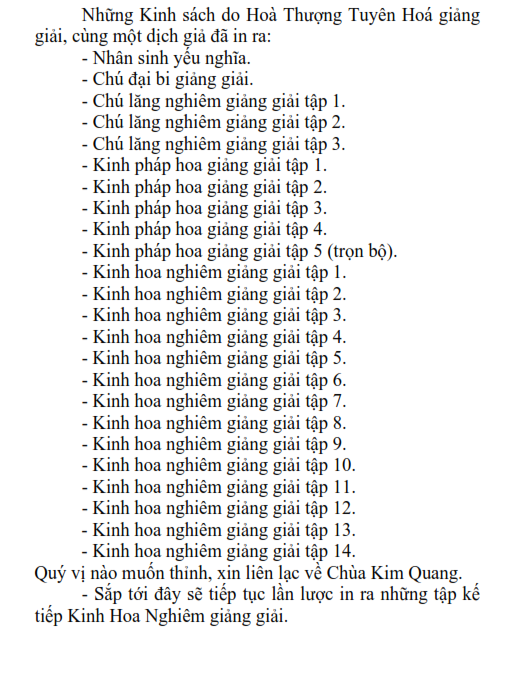 Những Kinh sách do Hoà Thượng Tuyên Hoá giảng
giải, cùng một dịch giả đã in ra:
- Nhân sinh yếu nghĩa.
- Chú đại bi giảng giải.
- Chú lăng nghiêm giảng giải tập 1.
- Chú lăng nghiêm giảng giải tập 2.
- Chú lăng nghiêm giảng giải tập 3.
- Kinh pháp hoa giảng giải tập 1.
- Kinh pháp hoa giảng giải tập 2.
- Kinh pháp hoa giảng giải tập 3.
- Kinh pháp hoa giảng giải tập 4.
- Kinh pháp hoa giảng giải tập 5 (trọn bộ).
- Kinh hoa nghiêm giảng giải tập 1.
- Kinh hoa nghiêm giảng giải tập 2.
- Kinh hoa nghiêm giảng giải tập 3.
- Kinh hoa nghiêm giảng giải tập 4.
- Kinh hoa nghiêm giảng giải tập 5.
- Kinh hoa nghiêm giảng giải tập 6.
- Kinh hoa nghiêm giảng giải tập 7.
- Kinh hoa nghiêm giảng giải tập 8.
- Kinh hoa nghiêm giảng giải tập 9.
- Kinh hoa nghiêm giảng giải tập 10.
- Kinh hoa nghiêm giảng giải tập 11.
- Kinh hoa nghiêm giảng giải tập 12.
- Kinh hoa nghiêm giảng giải tập 13.
- Kinh hoa nghiêm giảng giải tập 14.
Quý vị nào muốn thỉnh, xin liên lạc về Chùa Kim Quang.
- Sắp tới đây sẽ tiếp tục lần lược in ra những tập kế
tiếp Kinh Hoa Nghiêm giảng giải.